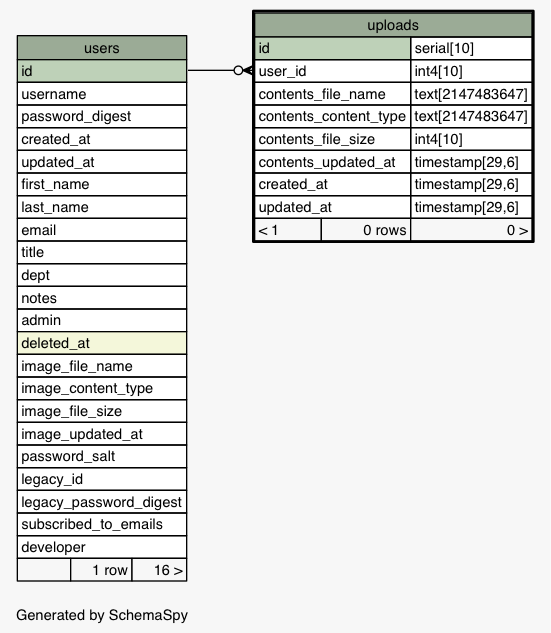 users
id
username
password_digest
created_at
updated_at
first_name
last_name
email
title
dept
notes
admin
deleted_at
image_file_name
image_content_type
image_file_size
image_updated_at
password_salt
legacy_id
legacy_password_digest
subscribed_to_emails
developer
1 row 16 >
uploads
id serial[10]
user_id int4[10]
contents_file_name text[2147483647]
contents_content_type text[2147483647]
contents_file_size int4[10]
contents_updated_at timestamp[29,6]
created_at timestamp[29,6]
updated_at timestamp[29,6]
< 1 0 rows 0 >
Generated by SchemaSpy